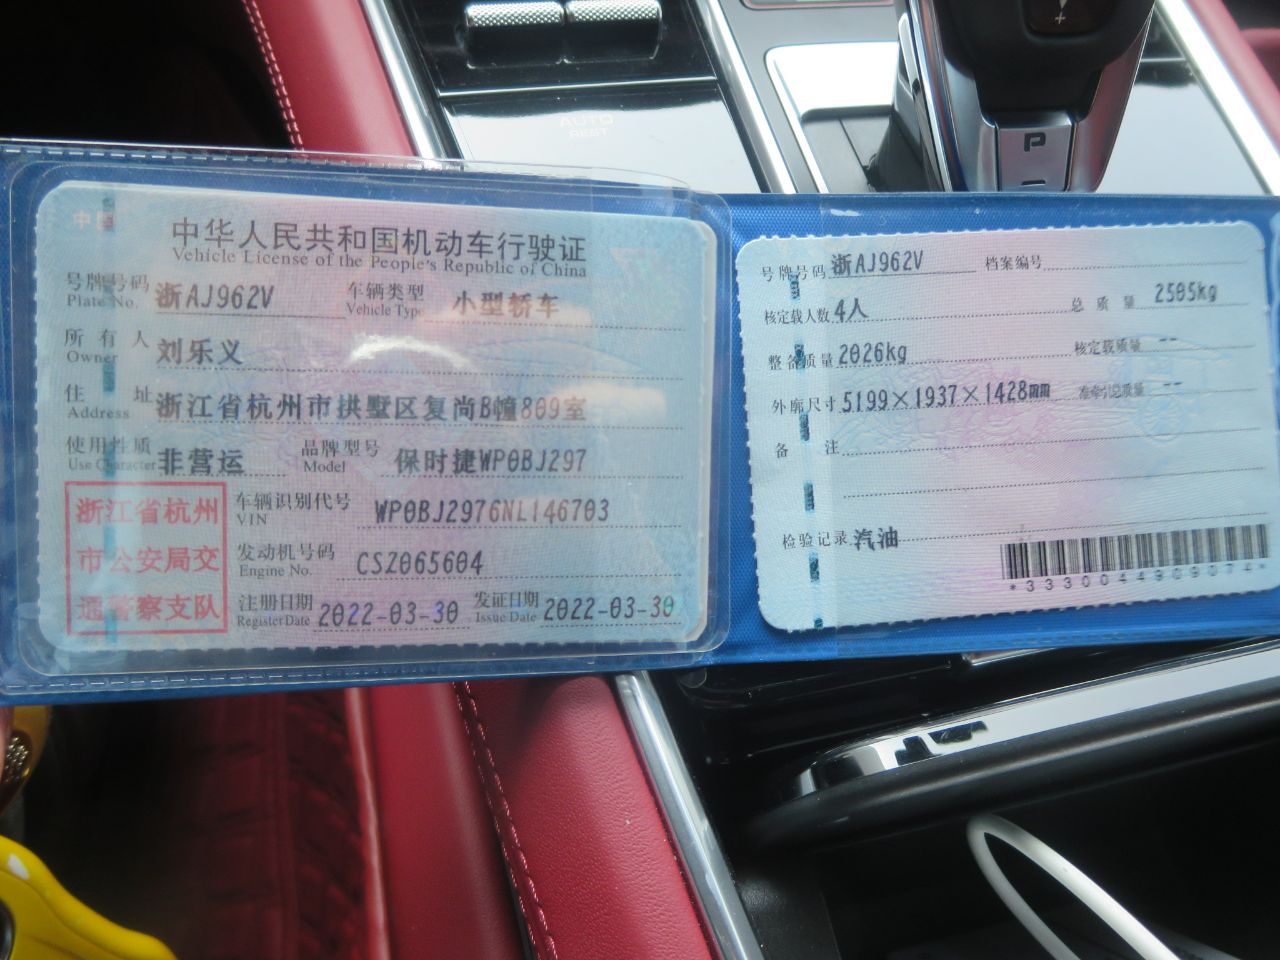 AUTO
REST
P
中国
中华人民共和国机动车行驶证
Vehicle License of the People's Republic of China
号牌号码 浙AJ962V 车辆类型 小型轿车
Plate No. Vehicle Type
所有人 刘乐义
Owner
住址 浙江省杭州市拱墅区复尚B幢809室
Address
使用性质 非营运 品牌型号 保时捷WP0BJ297
Use Character Model
浙江省杭州
市公安局交
通警察支队
车辆识别代号 WP0BJ2976NL146703
VIN
发动机号码 CSZ065604
Engine No.
注册日期 2022-03-30 发证日期 2022-03-30
Register Date Issue Date
号牌号码 浙AJ962V 档案编号
核定载人数 4人 总质量 2505kg
整备质量 2026kg 核定载质量 --
外廓尺寸 5199×1937×1428mm 准牵引总质量 --
备注
检验记录 汽油
*3330044909074*